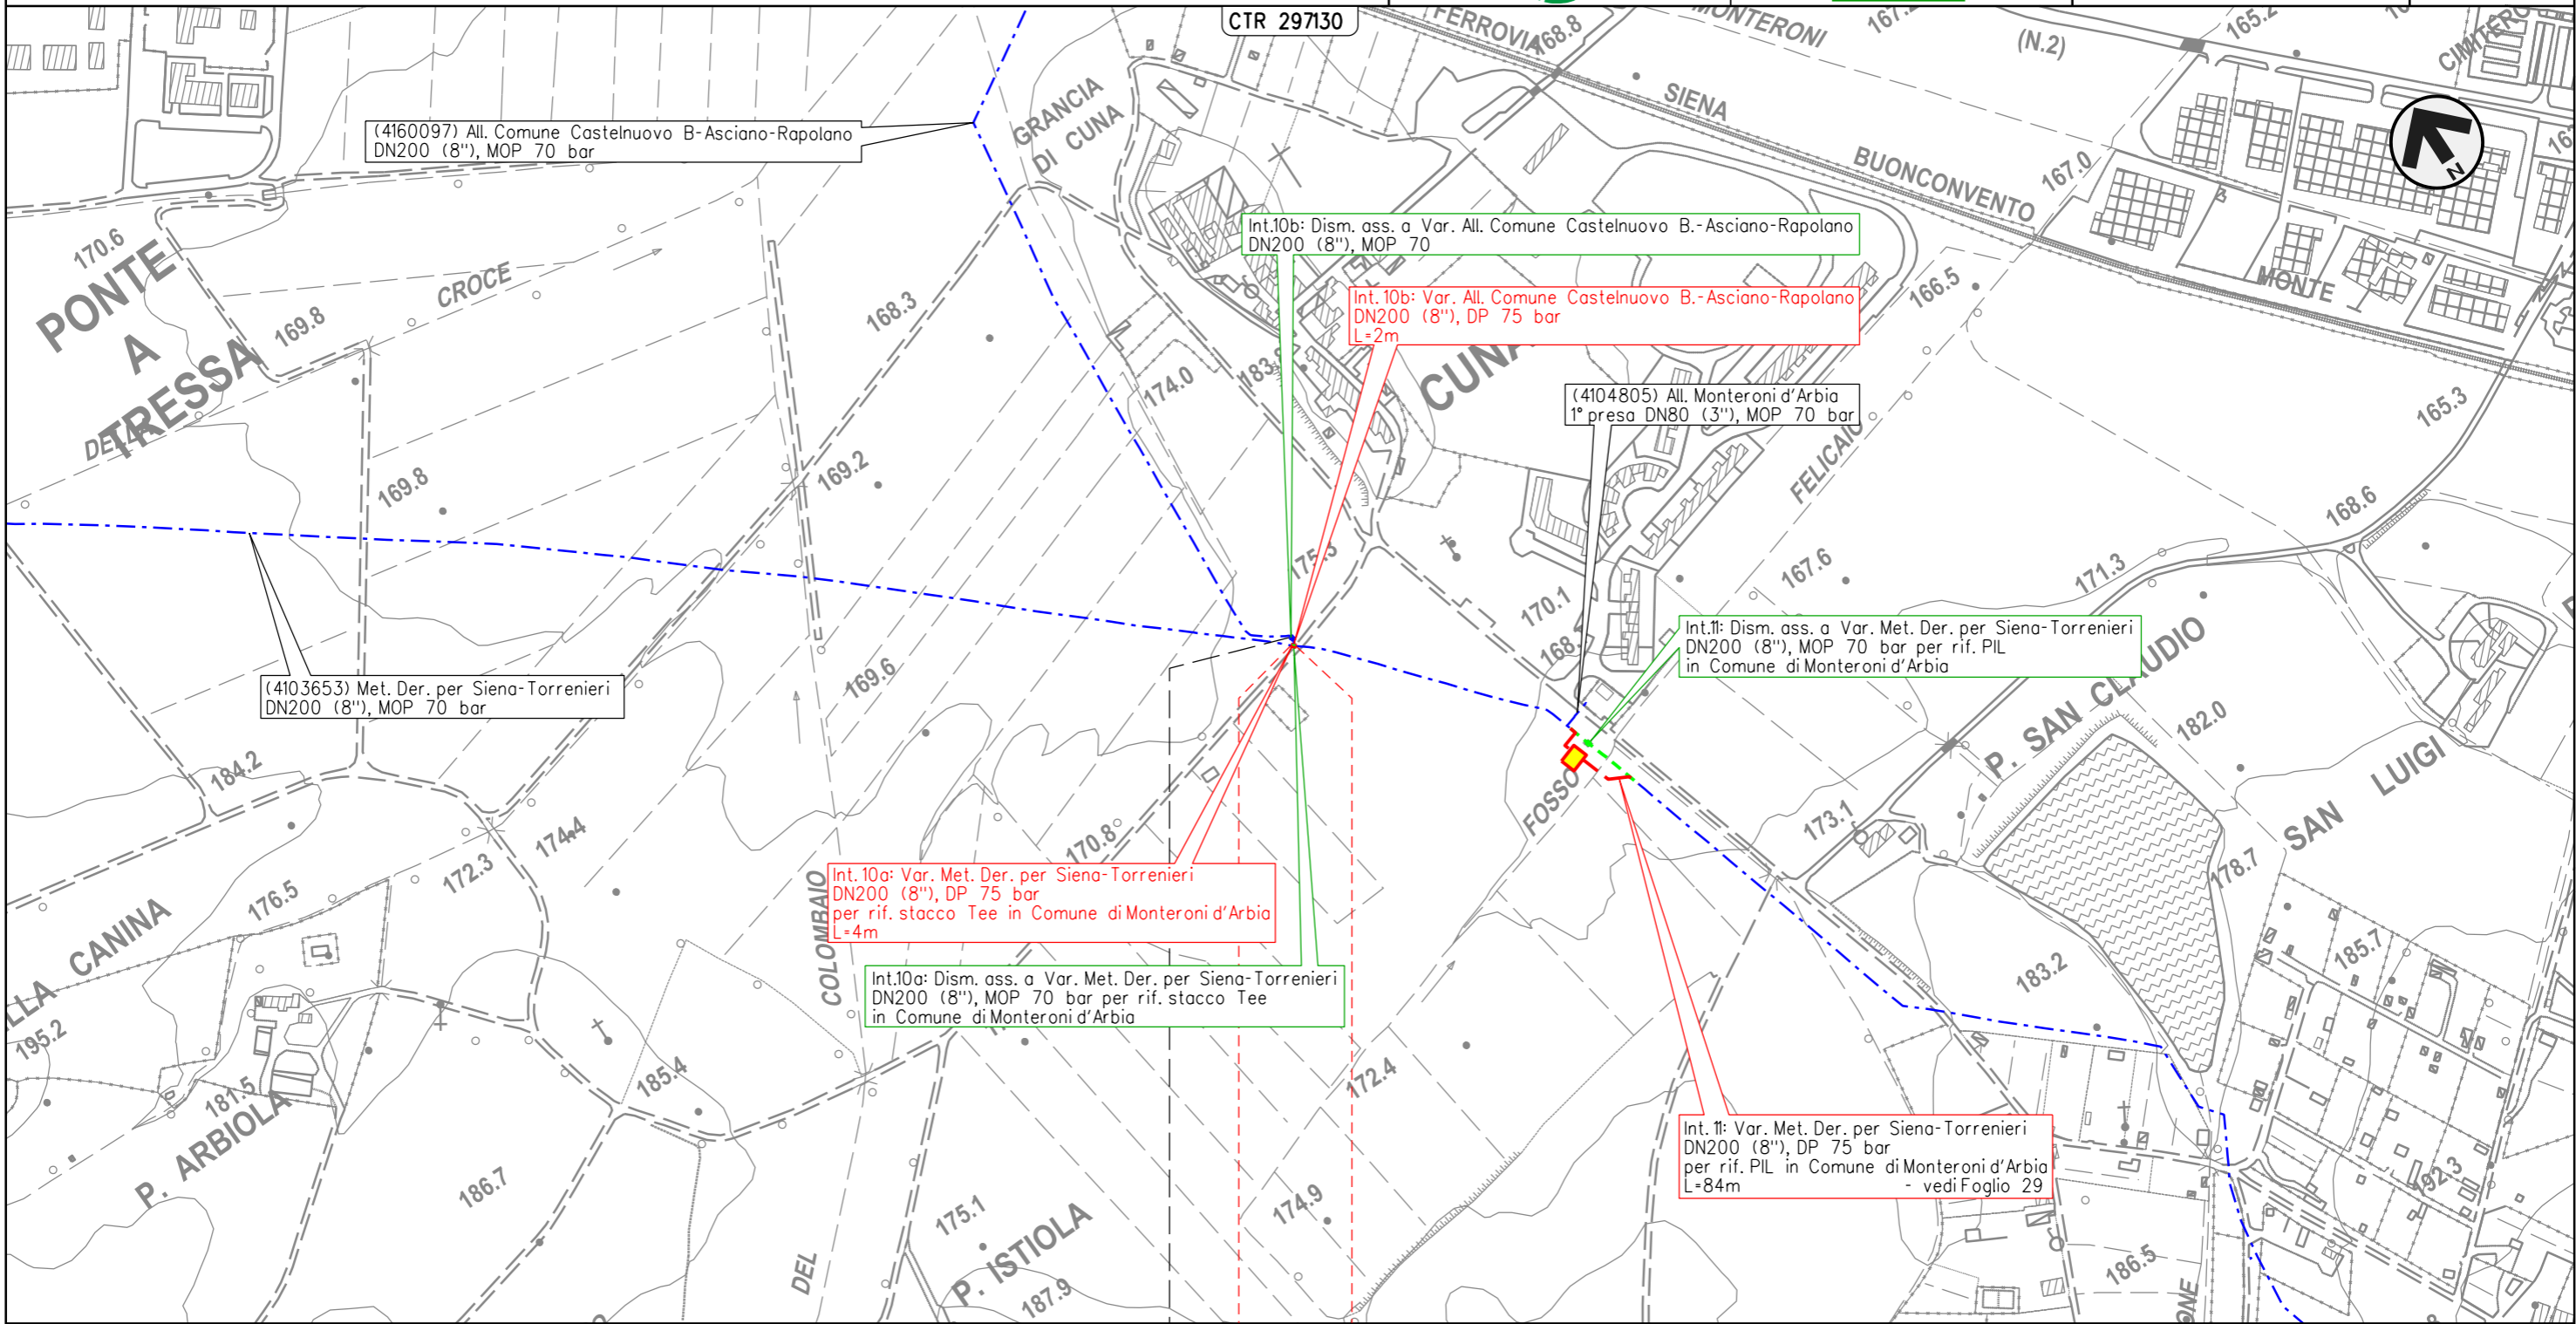 CTR 297130
FERROVIA
168.8
MONTERONI
(N.2)
165.2
CIMITERO
SIENA
BUONCONVENTO
167.0
MONTE
N
GRANCIA
DI CUNA
(4160097) All. Comune Castelnuovo B-Asciano-Rapolano
DN200 (8"), MOP 70 bar
Int.10b: Dism. ass. a Var. All. Comune Castelnuovo B.-Asciano-Rapolano
DN200 (8"), MOP 70
Int. 10b: Var. All. Comune Castelnuovo B.-Asciano-Rapolano
DN200 (8"), DP 75 bar
L=2m
170.6
PONTE
A
TRESSA
CROCE
169.8
168.3
174.0
CUNA
166.5
(4104805) All. Monteroni d'Arbia
1° presa DN80 (3"), MOP 70 bar
165.3
169.8
169.2
FELICAIO
168.6
175.3
167.6
171.3
170.1
Int.11: Dism. ass. a Var. Met. Der. per Siena-Torrenieri
DN200 (8"), MOP 70 bar per rif. PIL
in Comune di Monteroni d'Arbia
(4103653) Met. Der. per Siena-Torrenieri
DN200 (8"), MOP 70 bar
169.6
P. SAN CLAUDIO
182.0
184.2
FOSSO
SAN LUIGI
173.1
174.4
172.3
170.8
178.7
176.5
Int. 10a: Var. Met. Der. per Siena-Torrenieri
DN200 (8"), DP 75 bar
per rif. stacco Tee in Comune di Monteroni d'Arbia
L=4m
COLOMBAIO
CANINA
185.7
183.2
Int.10a: Dism. ass. a Var. Met. Der. per Siena-Torrenieri
DN200 (8"), MOP 70 bar per rif. stacco Tee
in Comune di Monteroni d'Arbia
195.2
185.4
172.4
181.5
P. ARBIOLA
Int. 11: Var. Met. Der. per Siena-Torrenieri
DN200 (8"), DP 75 bar
per rif. PIL in Comune di Monteroni d'Arbia
L=84m - vedi Foglio 29
186.7
192.3
175.1
174.9
P. ISTIOLA
DEL
187.9
186.5